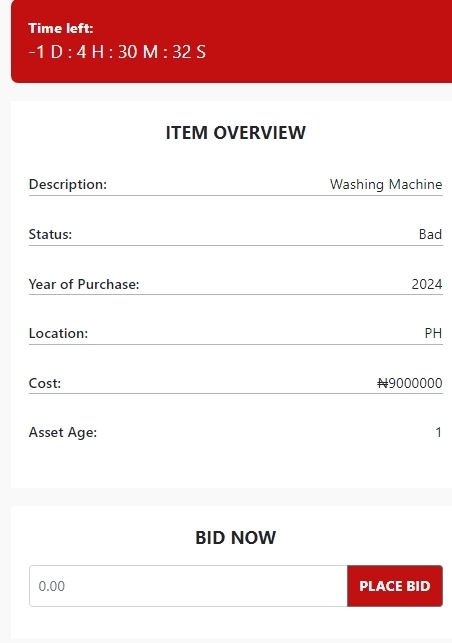 Time left:
-1 D : 4 H : 30 M : 32 S
ITEM OVERVIEW
Description: Washing Machine
Status: Bad
Year of Purchase: 2024
Location: PH
Cost: ₦9000000
Asset Age: 1
BID NOW
0.00 PLACE BID